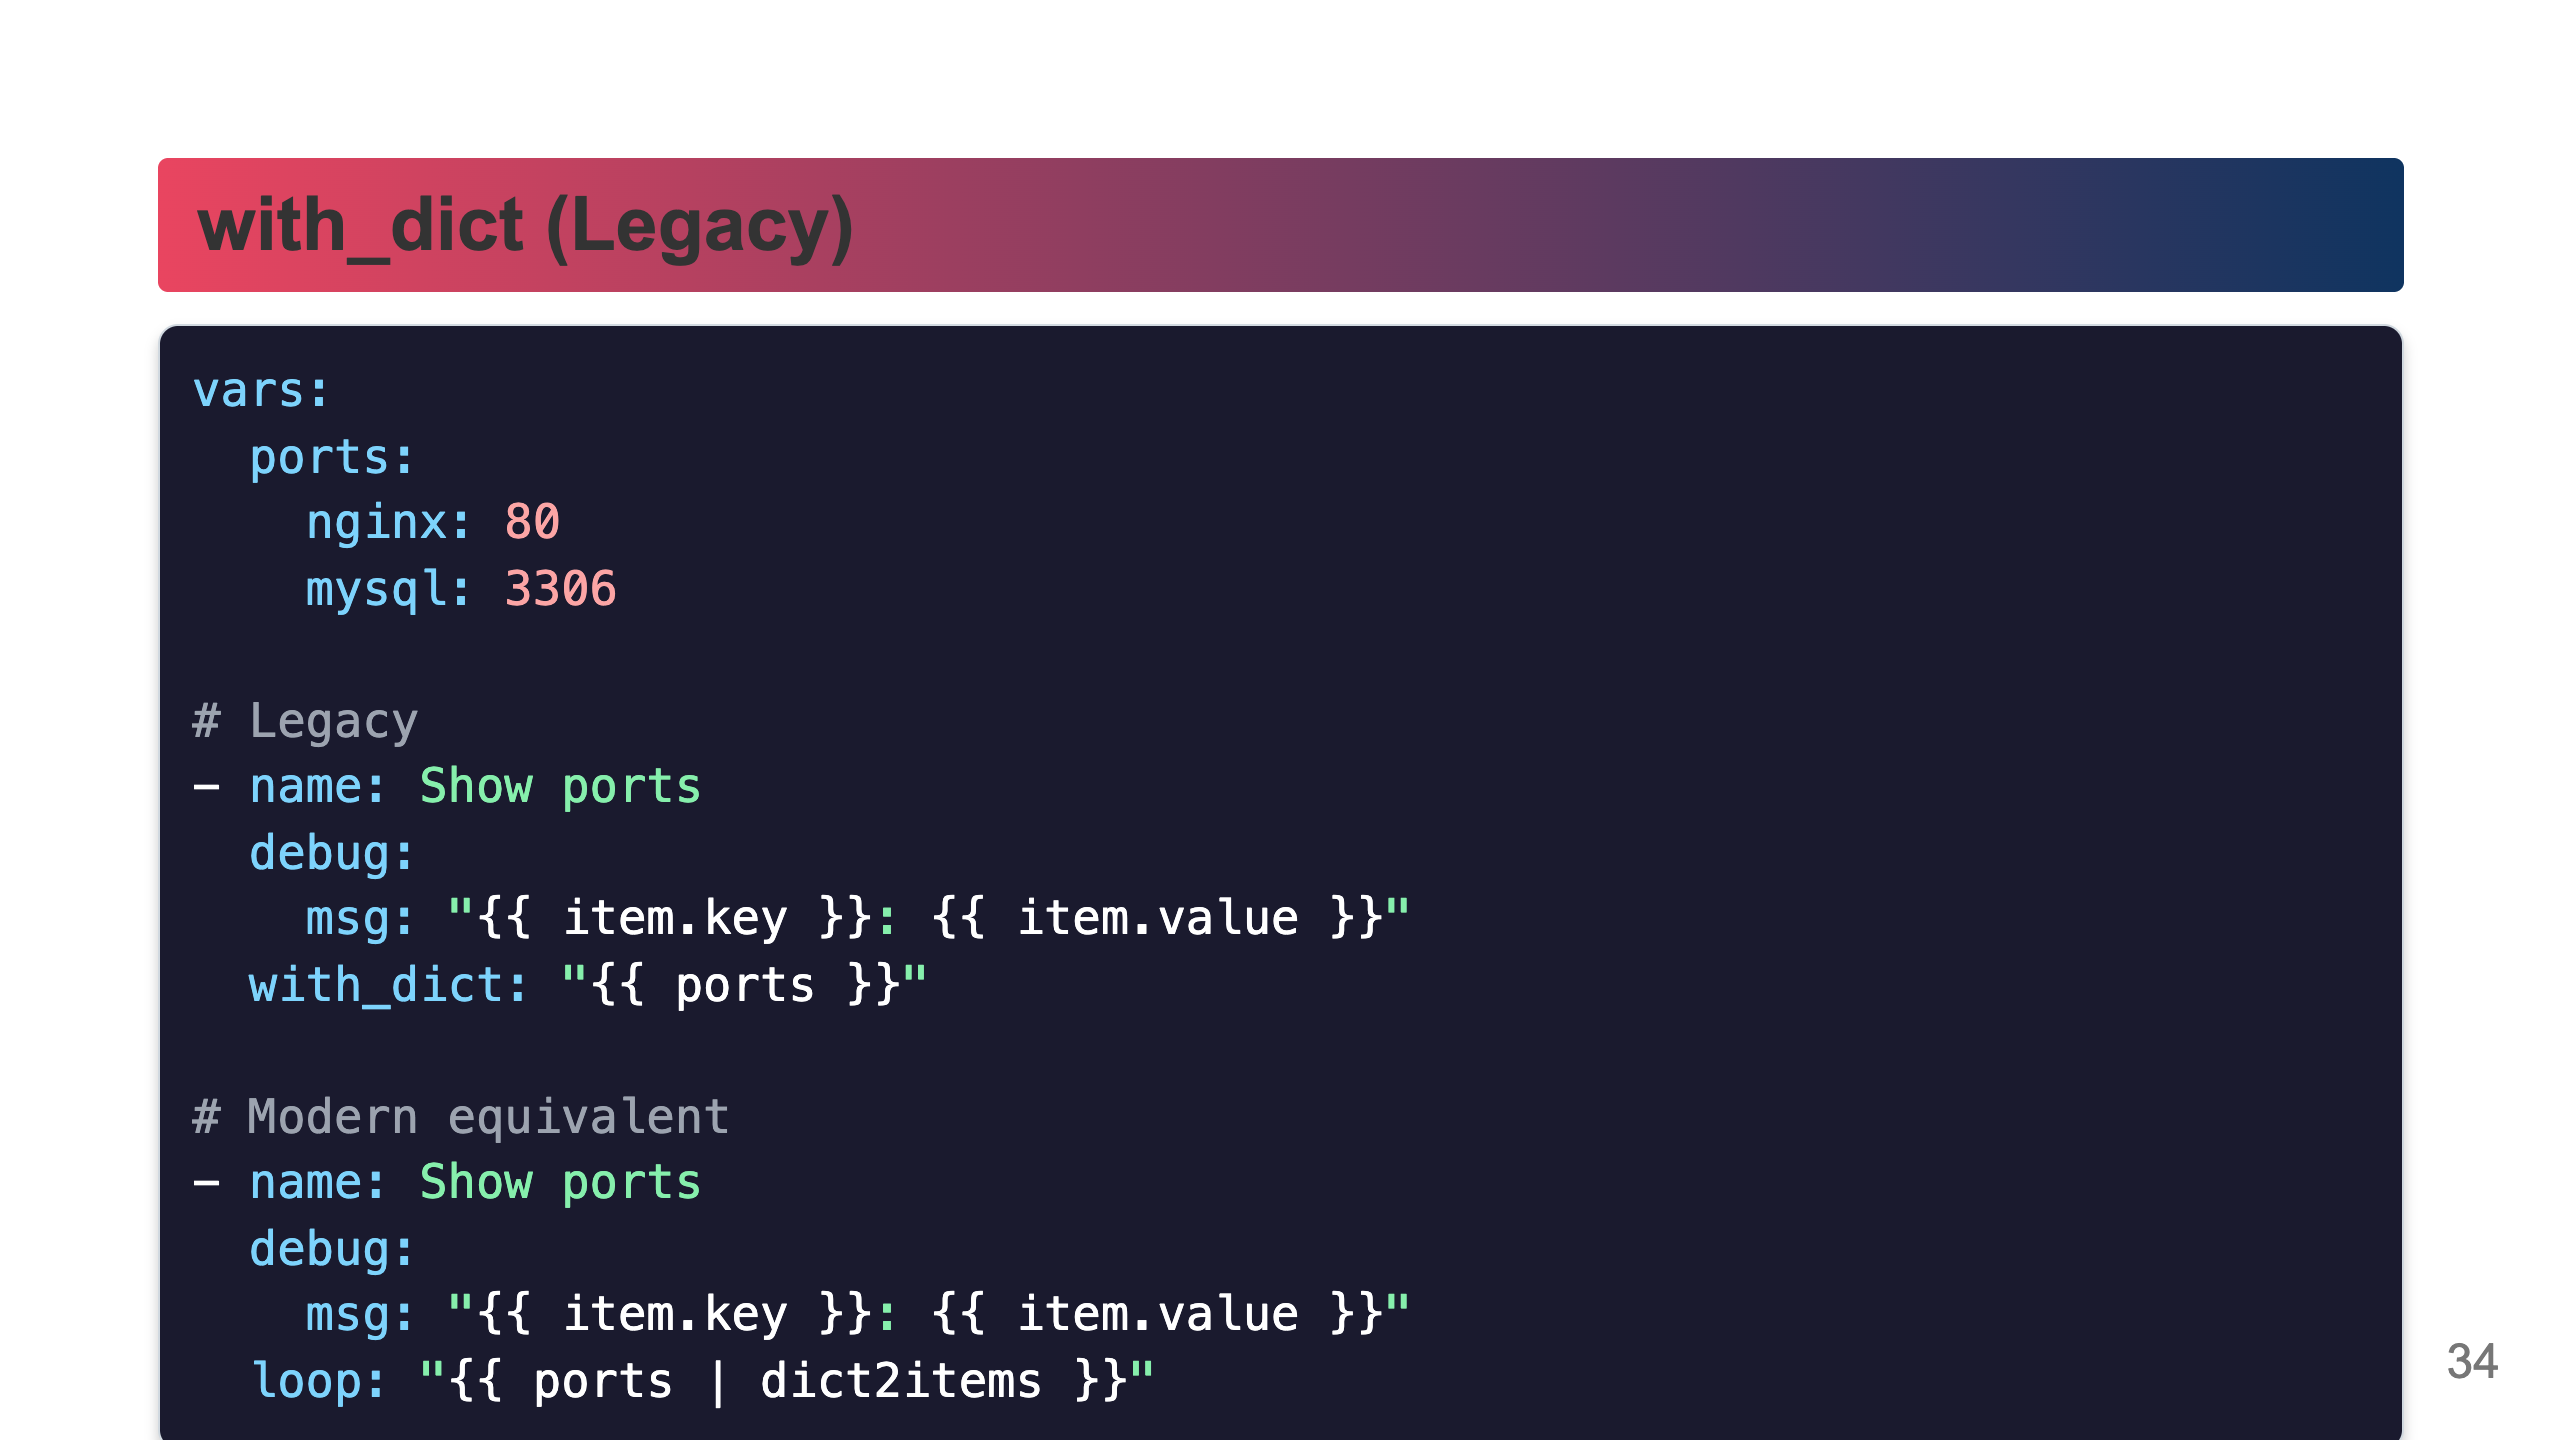 with_dict (Legacy)
vars:
  ports:
    nginx: 80
    mysql: 3306

# Legacy
- name: Show ports
  debug:
    msg: "{{ item.key }}: {{ item.value }}"
  with_dict: "{{ ports }}"

# Modern equivalent
- name: Show ports
  debug:
    msg: "{{ item.key }}: {{ item.value }}"
  loop: "{{ ports | dict2items }}"
34